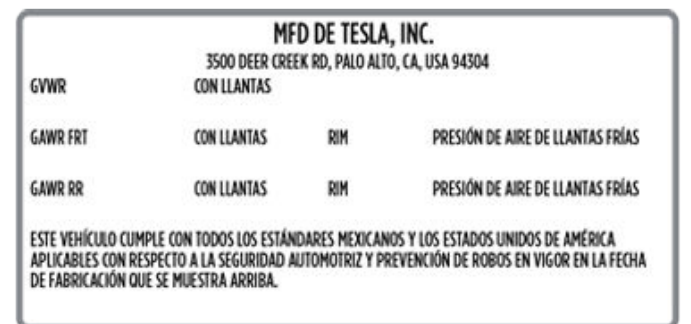 MFD DE TESLA, INC.
3500 DEER CREEK RD, PALO ALTO, CA, USA 94304
GVWR CON LLANTAS
GAWR FRT CON LLANTAS RIM PRESIÓN DE AIRE DE LLANTAS FRÍAS
GAWR RR CON LLANTAS RIM PRESIÓN DE AIRE DE LLANTAS FRÍAS
ESTE VEHÍCULO CUMPLE CON TODOS LOS ESTÁNDARES MEXICANOS Y LOS ESTADOS UNIDOS DE AMÉRICA
APLICABLES CON RESPECTO A LA SEGURIDAD AUTOMOTRIZ Y PREVENCIÓN DE ROBOS EN VIGOR EN LA FECHA
DE FABRICACIÓN QUE SE MUESTRA ARRIBA.